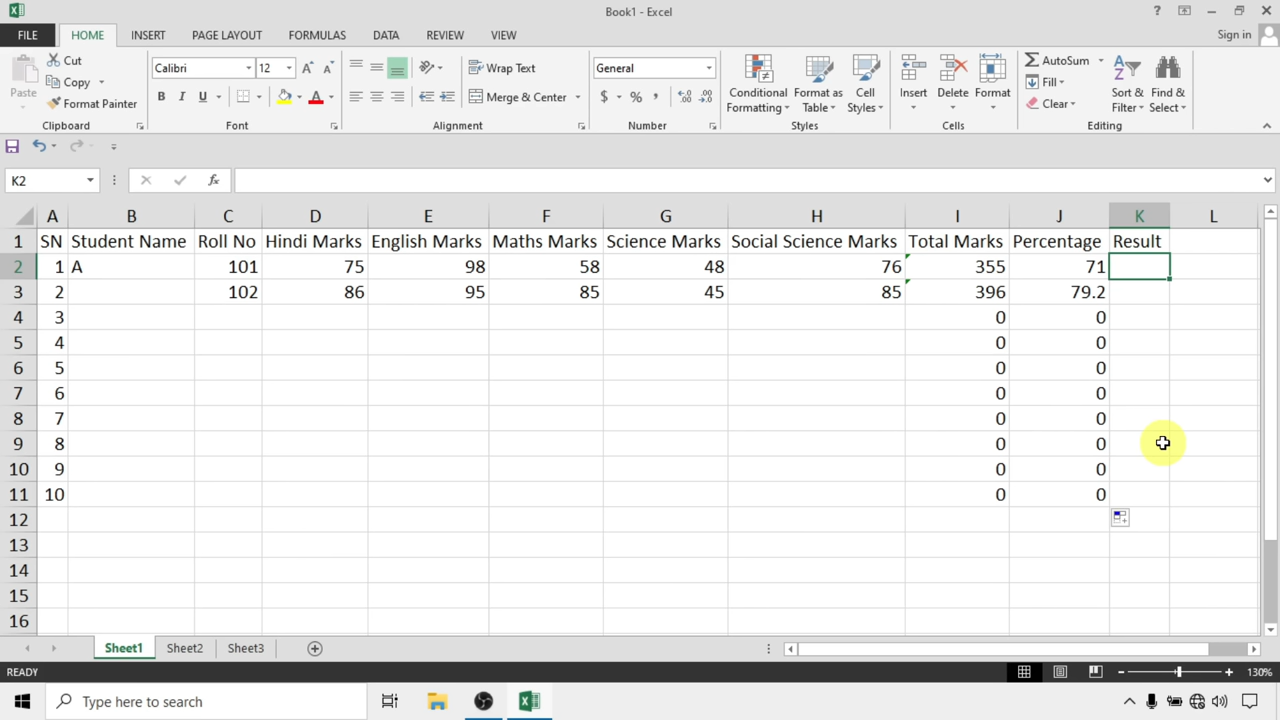 Book1 - Excel
?
FILE HOME INSERT PAGE LAYOUT FORMULAS DATA REVIEW VIEW Sign in
Paste
Cut
Copy
Format Painter
Clipboard
Calibri 12
B I U
Font
Wrap Text
Merge & Center
Alignment
General
$ % ,
Number
Conditional Formatting
Format as Table
Cell Styles
Styles
Insert Delete Format
Cells
AutoSum
Fill
Clear
Sort & Filter
Find & Select
Editing
K2 fx
A B C D E F G H I J K L
1 SN Student Name Roll No Hindi Marks English Marks Maths Marks Science Marks Social Science Marks Total Marks Percentage Result
2 1 A 101 75 98 58 48 76 355 71
3 2 102 86 95 85 45 85 396 79.2
4 3 0 0
5 4 0 0
6 5 0 0
7 6 0 0
8 7 0 0
9 8 0 0
10 9 0 0
11 10 0 0
12
13
14
15
16
Sheet1 Sheet2 Sheet3
READY 130%
Type here to search